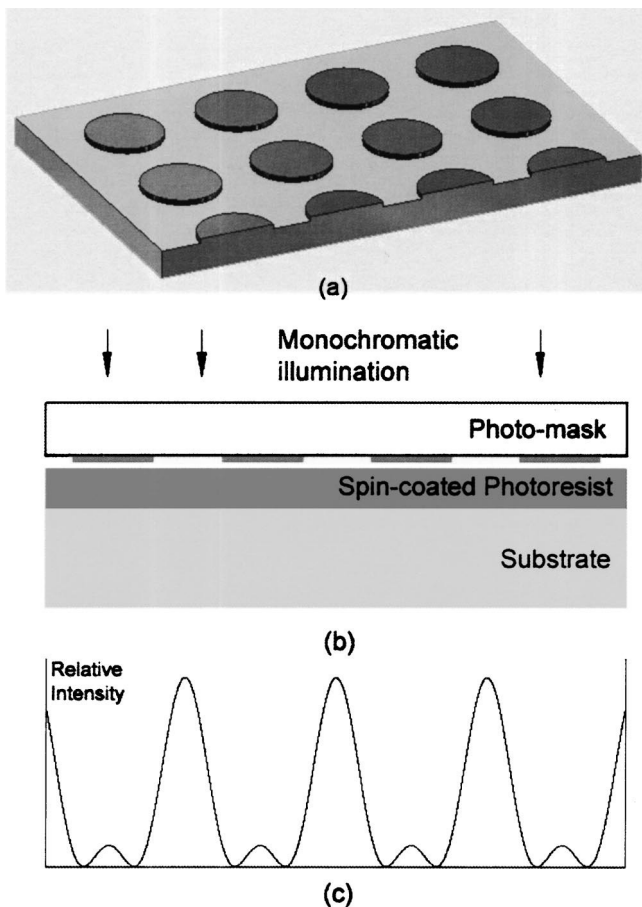 (a)
Monochromatic
illumination
Photo-mask
Spin-coated Photoresist
Substrate
(b)
Relative
Intensity
(c)